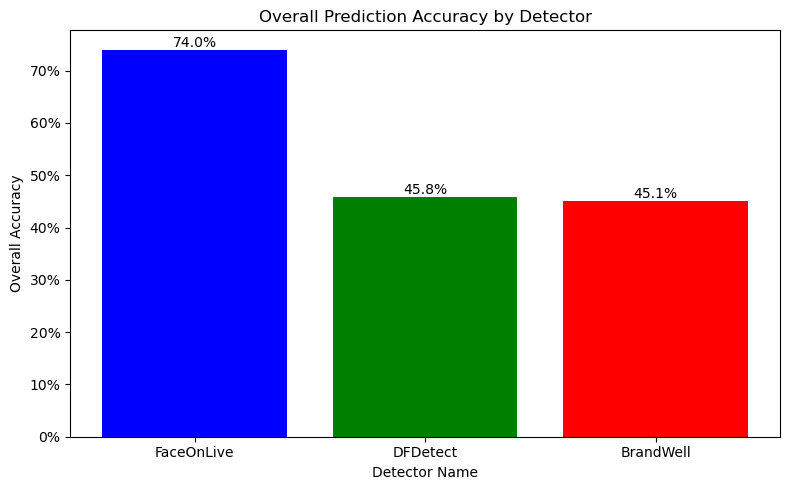 Overall Prediction Accuracy by Detector
74.0%
45.8%
45.1%
70%
60%
50%
40%
30%
20%
10%
0%
Overall Accuracy
FaceOnLive
DFDetect
BrandWell
Detector Name